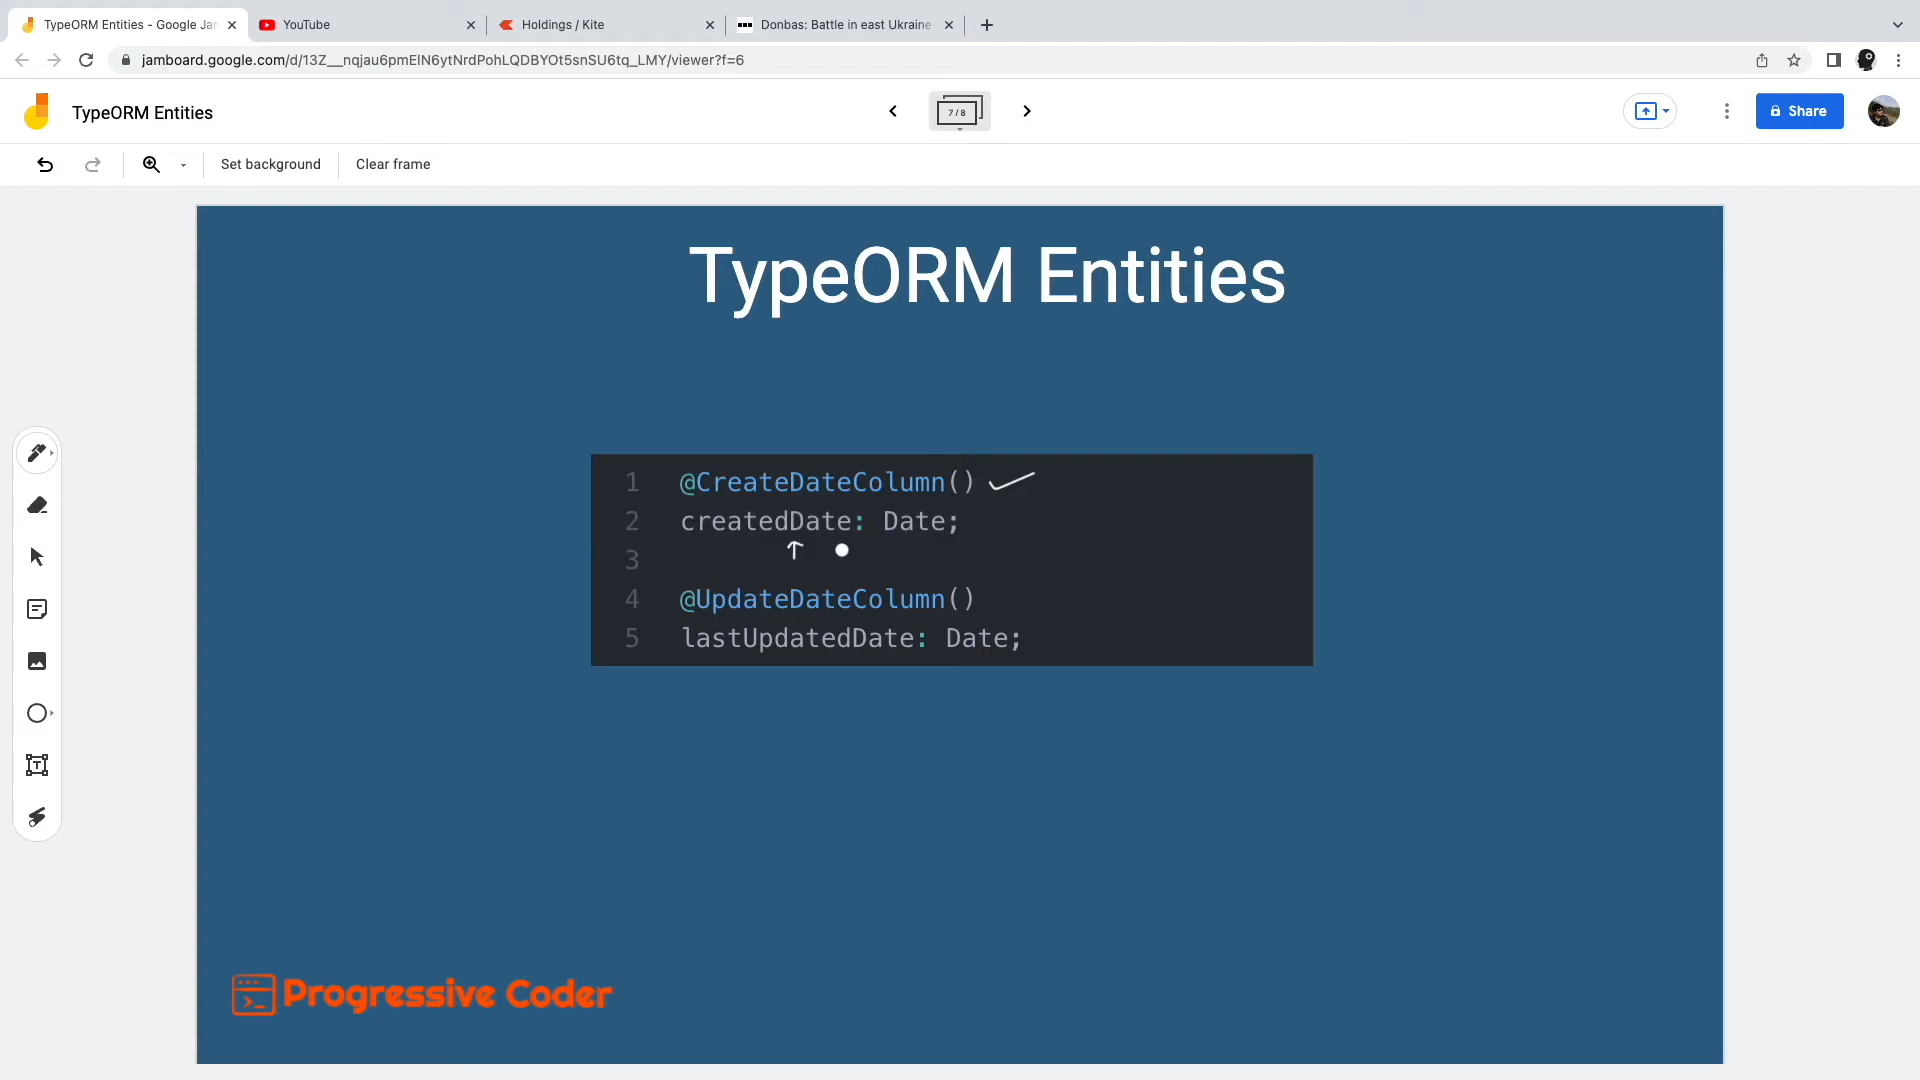 TypeORM Entities - Google Jam
YouTube
Holdings / Kite
Donbas: Battle in east Ukraine
jamboard.google.com/d/13Z__nqjau6pmElN6ytNrdPohLQDBYOt5snSU6tq_LMY/viewer?f=6
TypeORM Entities
7 / 8
Share
Set background
Clear frame
TypeORM Entities
1 @CreateDateColumn()
2 createdDate: Date;
3
4 @UpdateDateColumn()
5 lastUpdatedDate: Date;
Progressive Coder